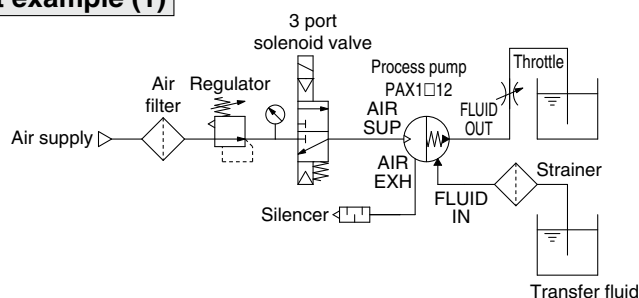 t example (1)
3 port
solenoid valve
Process pump
PAX1□12
Throttle
Air
filter
Regulator
AIR
SUP
FLUID
OUT
Air supply
AIR
EXH
Strainer
Silencer
FLUID
IN
Transfer fluid